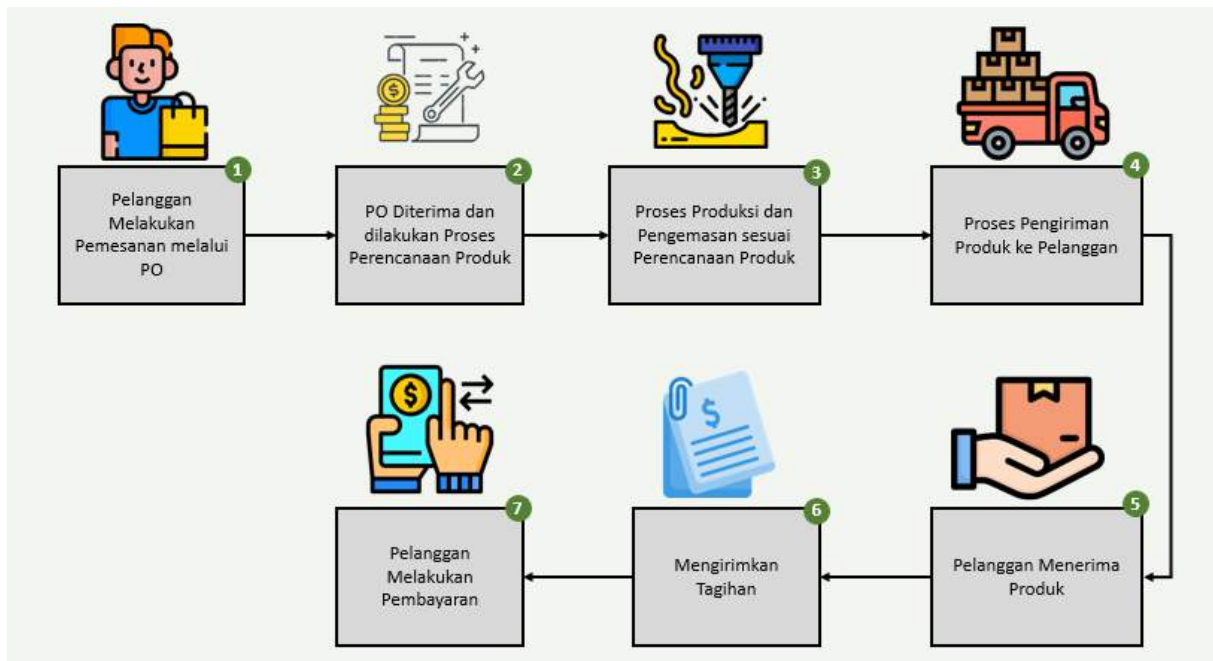 1
Pelanggan
Melakukan
Pemesanan melalui
PO
2
PO Diterima dan
dilakukan Proses
Perencanaan Produk
3
Proses Produksi dan
Pengemasan sesuai
Perencanaan Produk
4
Proses Pengiriman
Produk ke Pelanggan
5
Pelanggan Menerima
Produk
6
Mengirimkan
Tagihan
7
Pelanggan
Melakukan
Pembayaran
$
$
$